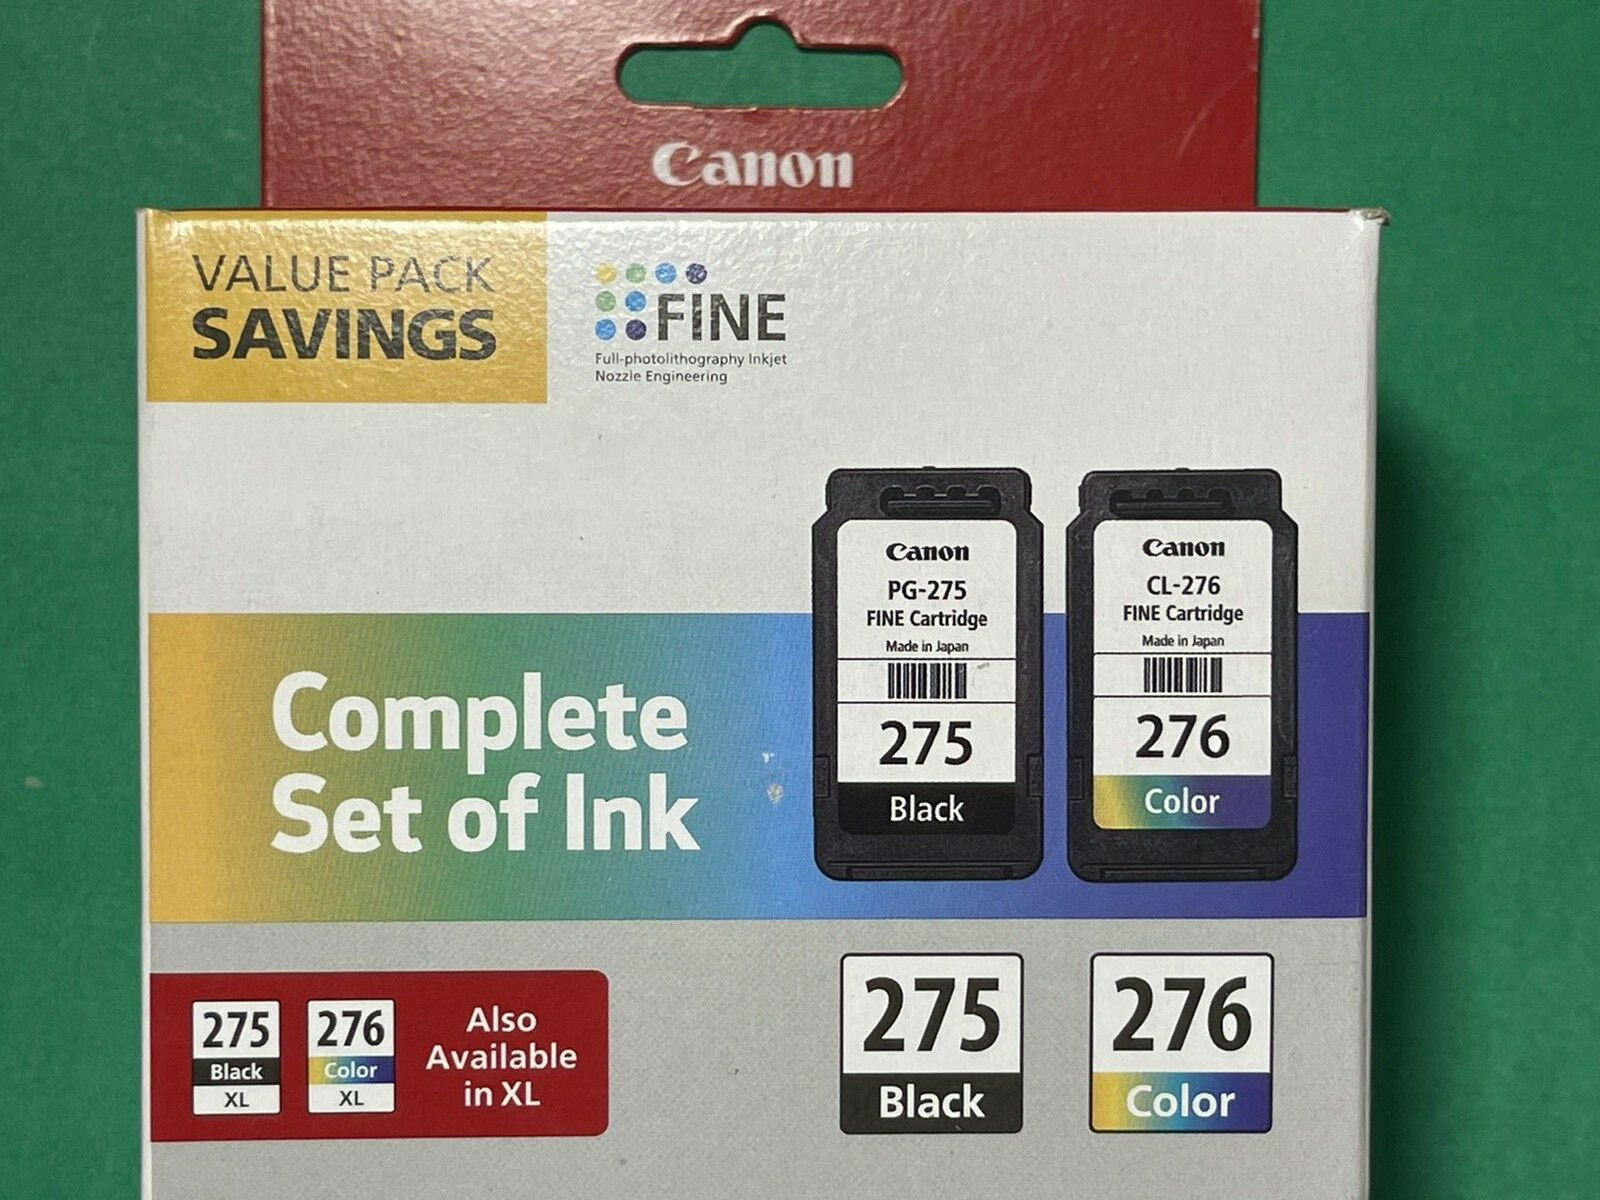 Canon
VALUE PACK
SAVINGS
FINE
Full-photolithography Inkjet
Nozzle Engineering
Canon
PG-275
FINE Cartridge
Made in Japan
275
Black
Canon
CL-276
FINE Cartridge
Made in Japan
276
Color
Complete
Set of Ink
275
Black
XL
276
Color
XL
Also
Available
in XL
275
Black
276
Color